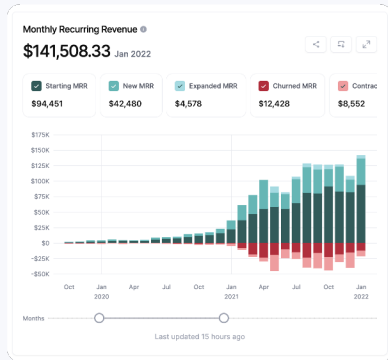 Monthly Recurring Revenue
$141,508.33 Jan 2022
Starting MRR New MRR Expanded MRR Churned MRR Contrac
$94,451 $42,480 $4,578 $12,428 $8,552
$175K
$150K
$125K
$100K
$75K
$50K
$25K
$0
-$25K
-$50K
Oct Jan Apr Jul Oct Jan Apr Jul Oct Jan
2020 2021 2022
Months
Last updated 15 hours ago